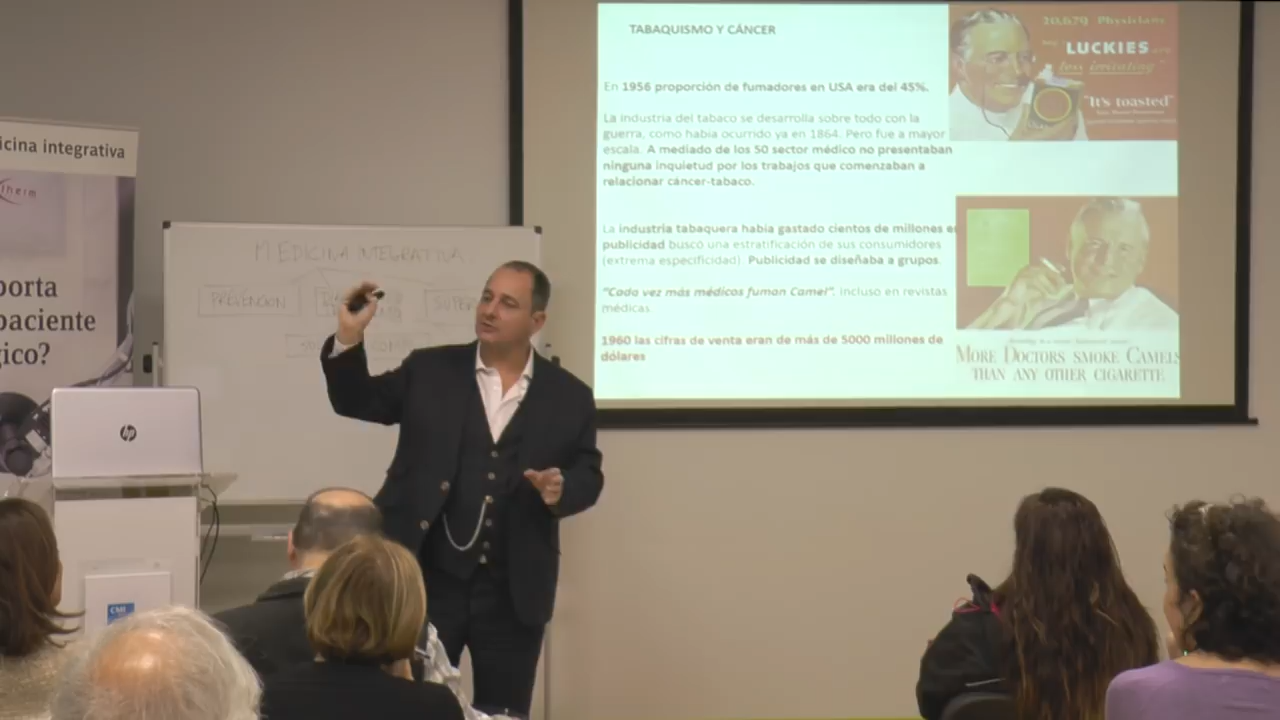 TABAQUISMO Y CÁNCER
En 1956 proporción de fumadores en USA era del 45%.
La industria del tabaco se desarrolla sobre todo con la
guerra, como había ocurrido ya en 1864. Pero fue a mayor
escala. A mediado de los 50 sector médico no presentaban
ninguna inquietud por los trabajos que comenzaban a
relacionar cáncer-tabaco.
La industria tabaquera había gastado cientos de millones en
publicidad buscó una estratificación de sus consumidores
(extrema especificidad). Publicidad se diseñaba a grupos.
"Cada vez más médicos fuman Camel". Incluso en revistas
médicas.
1960 las cifras de venta eran de más de 5000 millones de
dólares
20,679 Physicians
LUCKIES are
less irritating"
"It's toasted"
MORE DOCTORS SMOKE CAMELS
THAN ANY OTHER CIGARETTE
icina integrativa
lheim
porta
paciente
gico?
MEDICINA INTEGRATIVA
PREVENCION
SUPER
hp
CMI